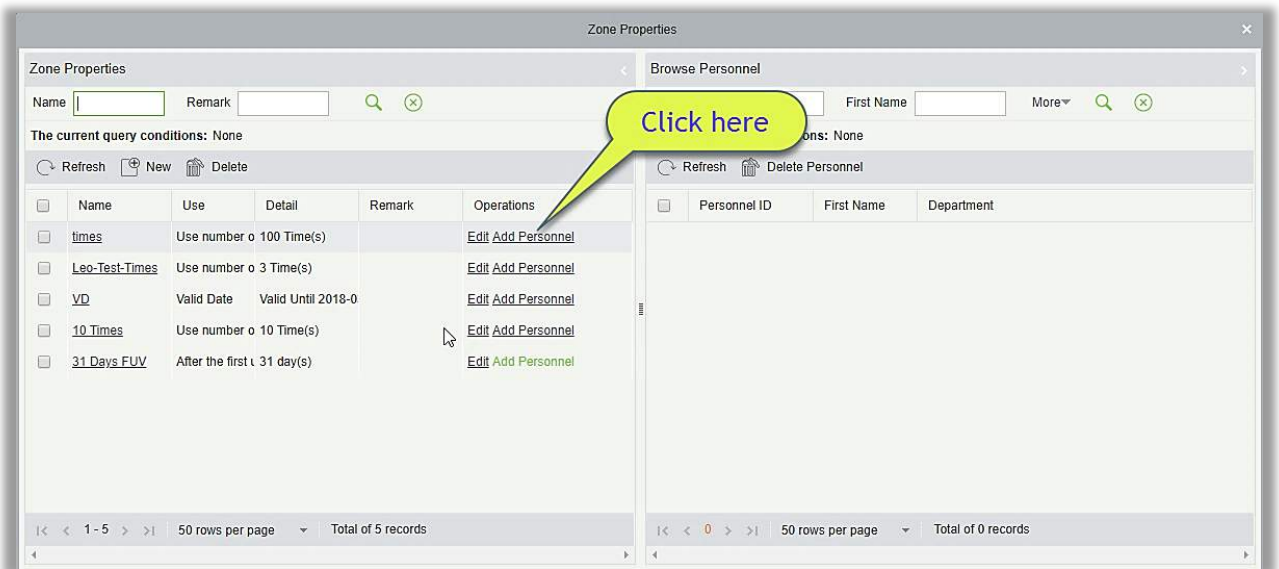 Zone Properties
Zone Properties
Name Remark
The current query conditions: None
Refresh New Delete
Name Use Detail Remark Operations
times Use number o 100 Time(s) Edit Add Personnel
Leo-Test-Times Use number o 3 Time(s) Edit Add Personnel
VD Valid Date Valid Until 2018-0 Edit Add Personnel
10 Times Use number o 10 Time(s) Edit Add Personnel
31 Days FUV After the first u 31 day(s) Edit Add Personnel
1 - 5 50 rows per page Total of 5 records
Click here
Browse Personnel
First Name More
ons: None
Refresh Delete Personnel
Personnel ID First Name Department
0 50 rows per page Total of 0 records